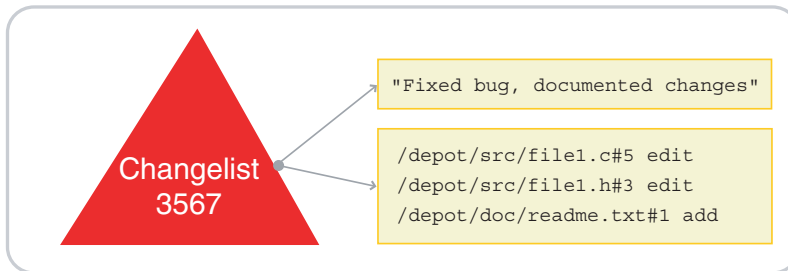 Changelist
3567
"Fixed bug, documented changes"
/depot/src/file1.c#5 edit
/depot/src/file1.h#3 edit
/depot/doc/readme.txt#1 add